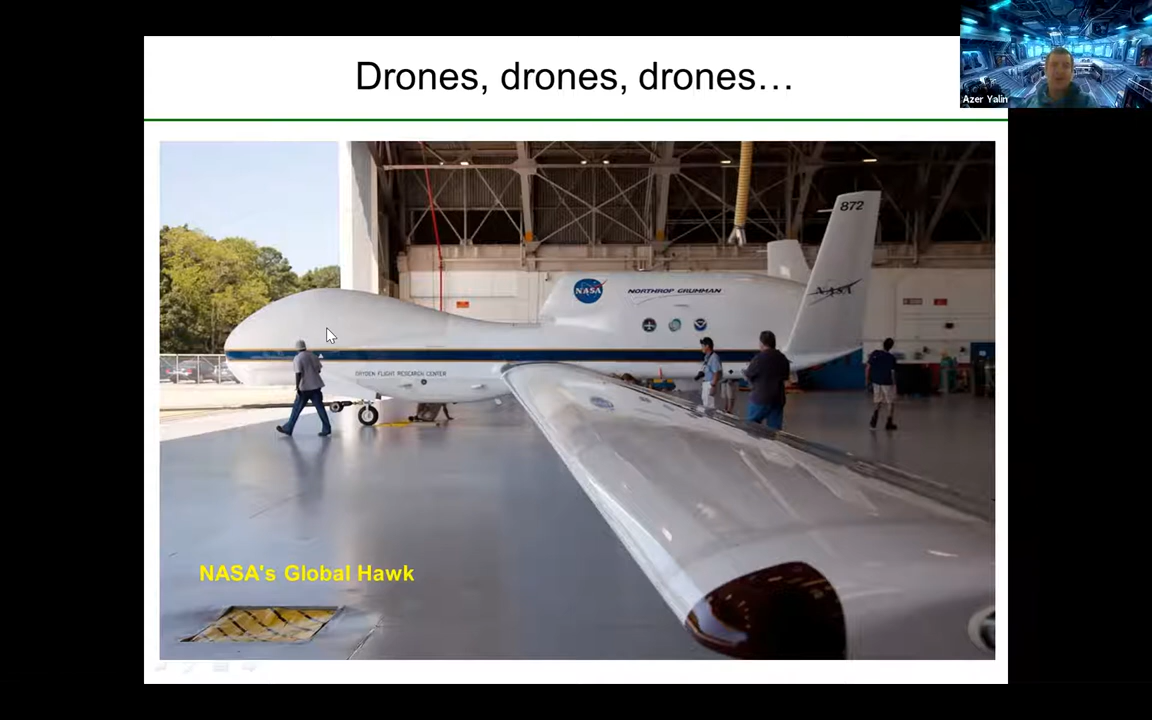 Drones, drones, drones…
Azer Yalin
872
NASA
NORTHROP GRUMMAN
NASA
DRYDEN FLIGHT RESEARCH CENTER
NASA's Global Hawk